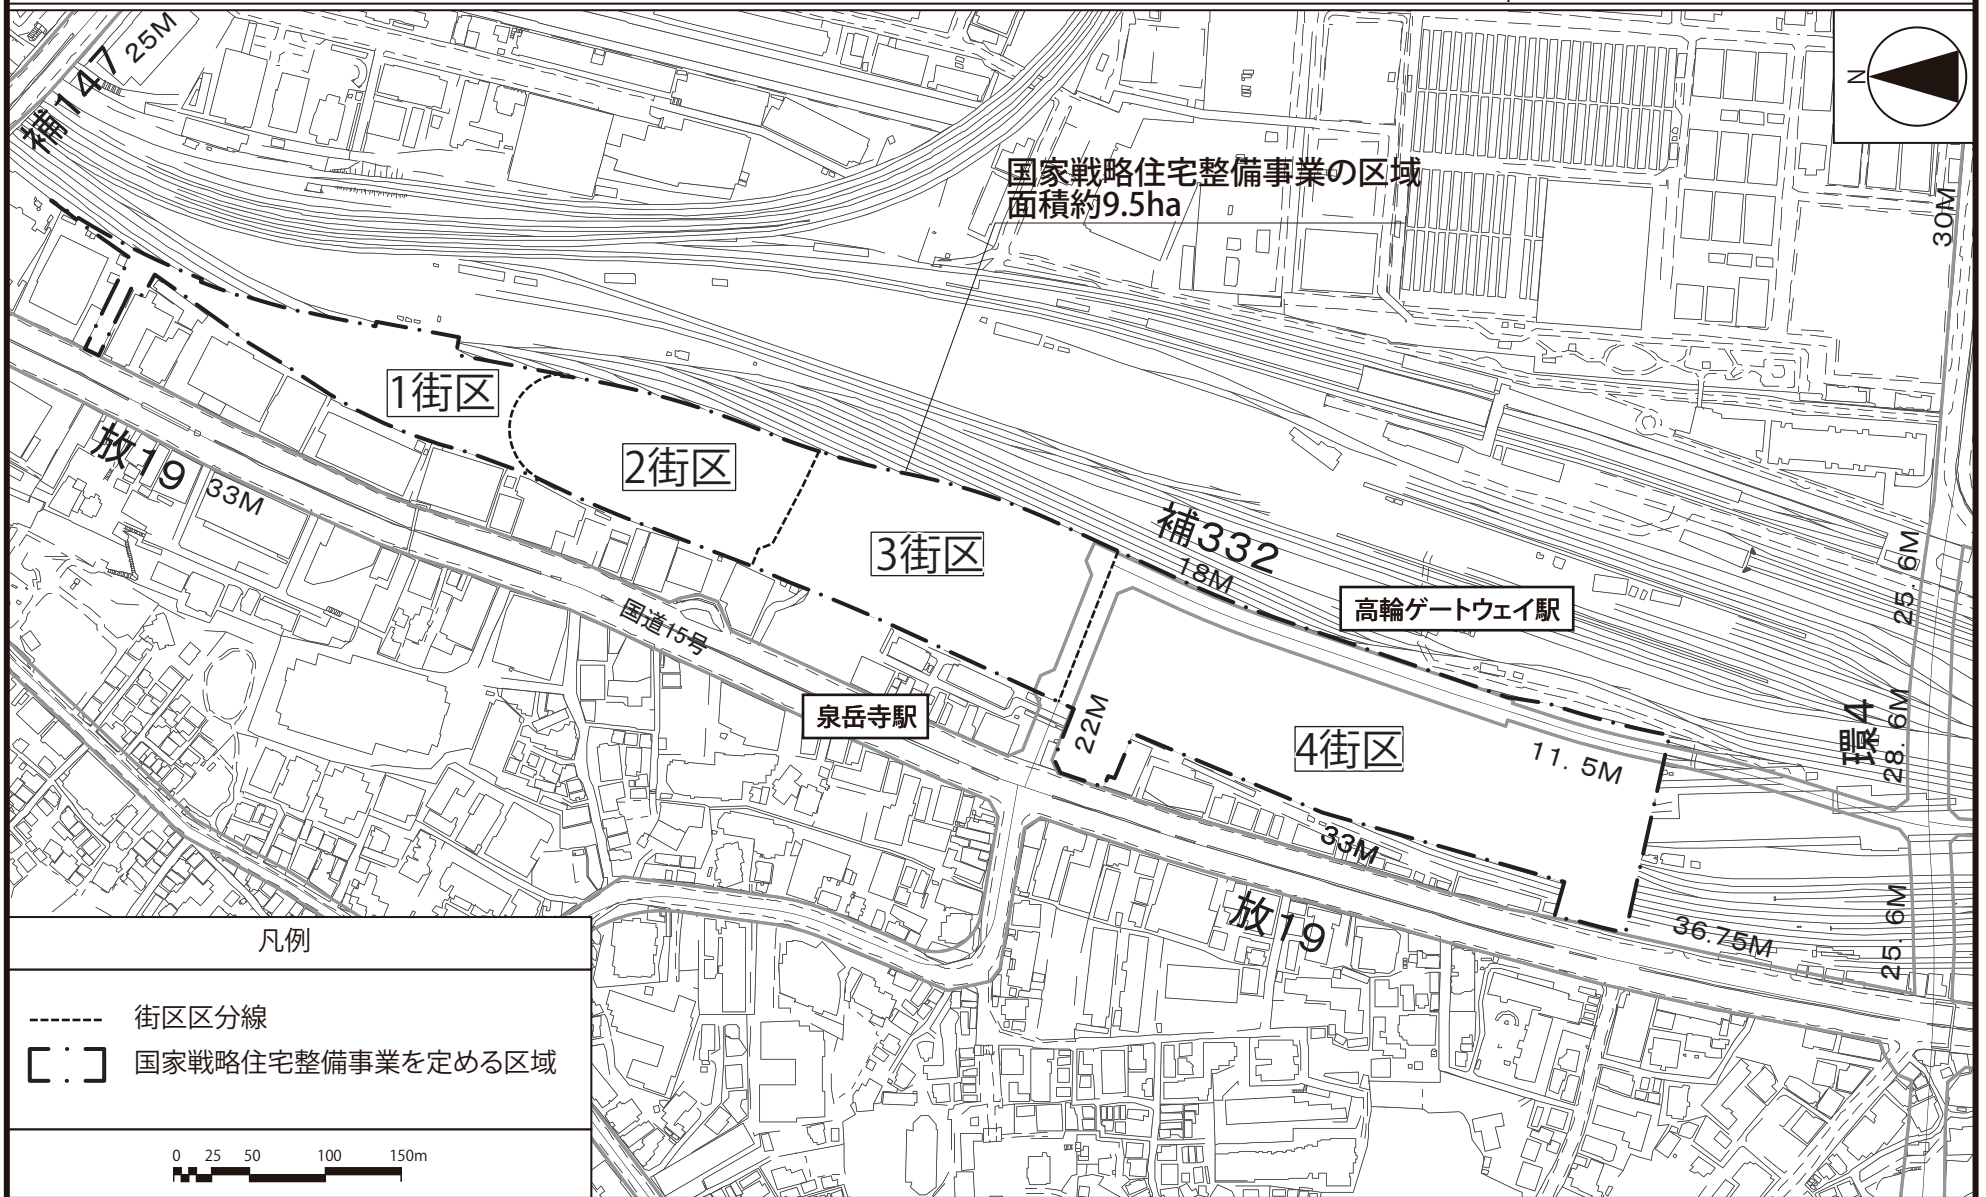 補147 25M
N
国家戦略住宅整備事業の区域
面積約9.5ha
30M
1街区
2街区
放19 33M
3街区
補332
18M
25.6M
高輪ゲートウェイ駅
国道15号
泉岳寺駅
22M
4街区
11.5M
環4
28.6M
33M
放19
36.75M
25.6M
凡例
街区区分線
国家戦略住宅整備事業を定める区域
0 25 50 100 150m